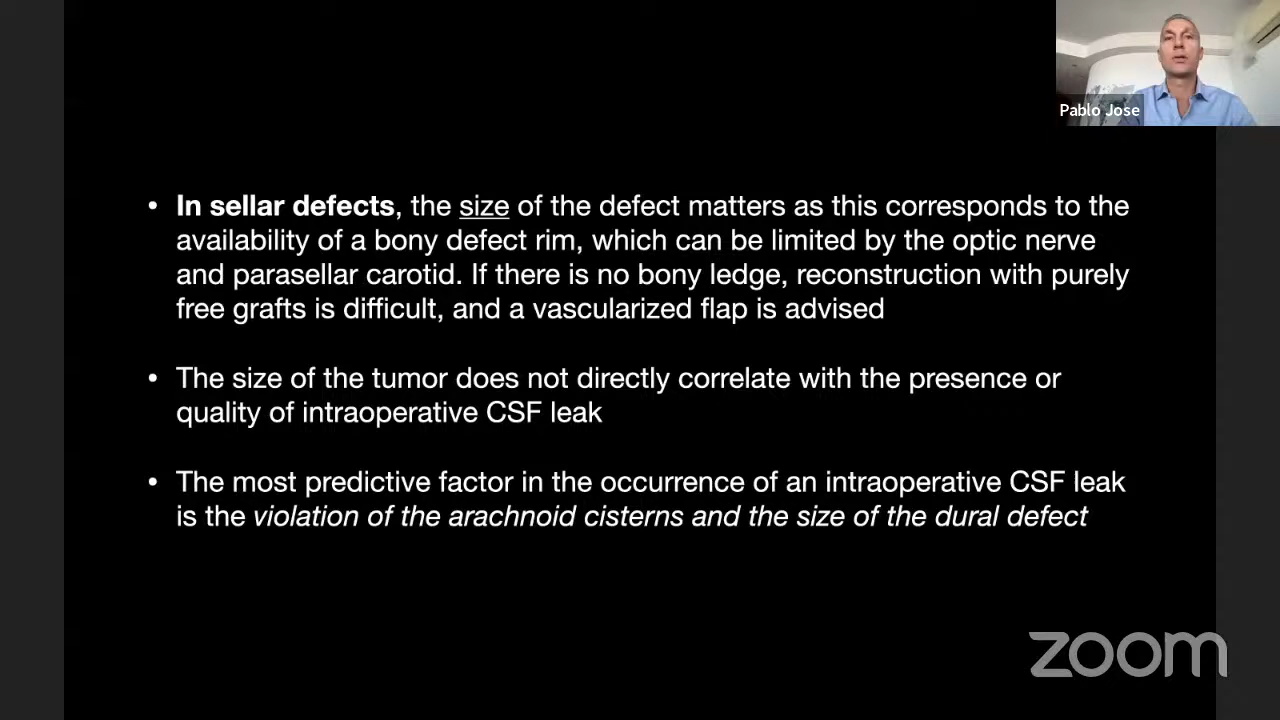 Pablo Jose
• In sellar defects, the size of the defect matters as this corresponds to the
availability of a bony defect rim, which can be limited by the optic nerve
and parasellar carotid. If there is no bony ledge, reconstruction with purely
free grafts is difficult, and a vascularized flap is advised
• The size of the tumor does not directly correlate with the presence or
quality of intraoperative CSF leak
• The most predictive factor in the occurrence of an intraoperative CSF leak
is the violation of the arachnoid cisterns and the size of the dural defect
zoom